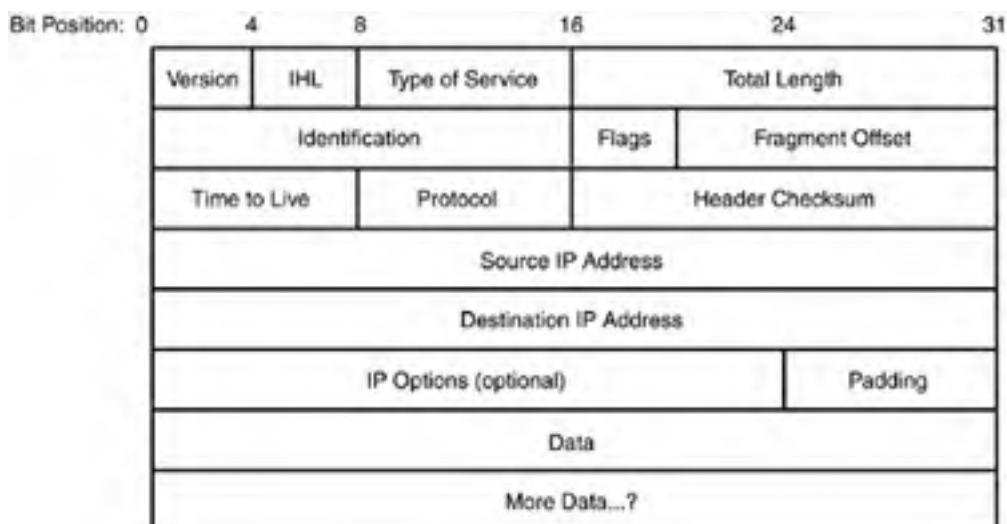 Bit Position: 0 4 8 16 24 31
Version IHL Type of Service Total Length
Identification Flags Fragment Offset
Time to Live Protocol Header Checksum
Source IP Address
Destination IP Address
IP Options (optional) Padding
Data
More Data...?